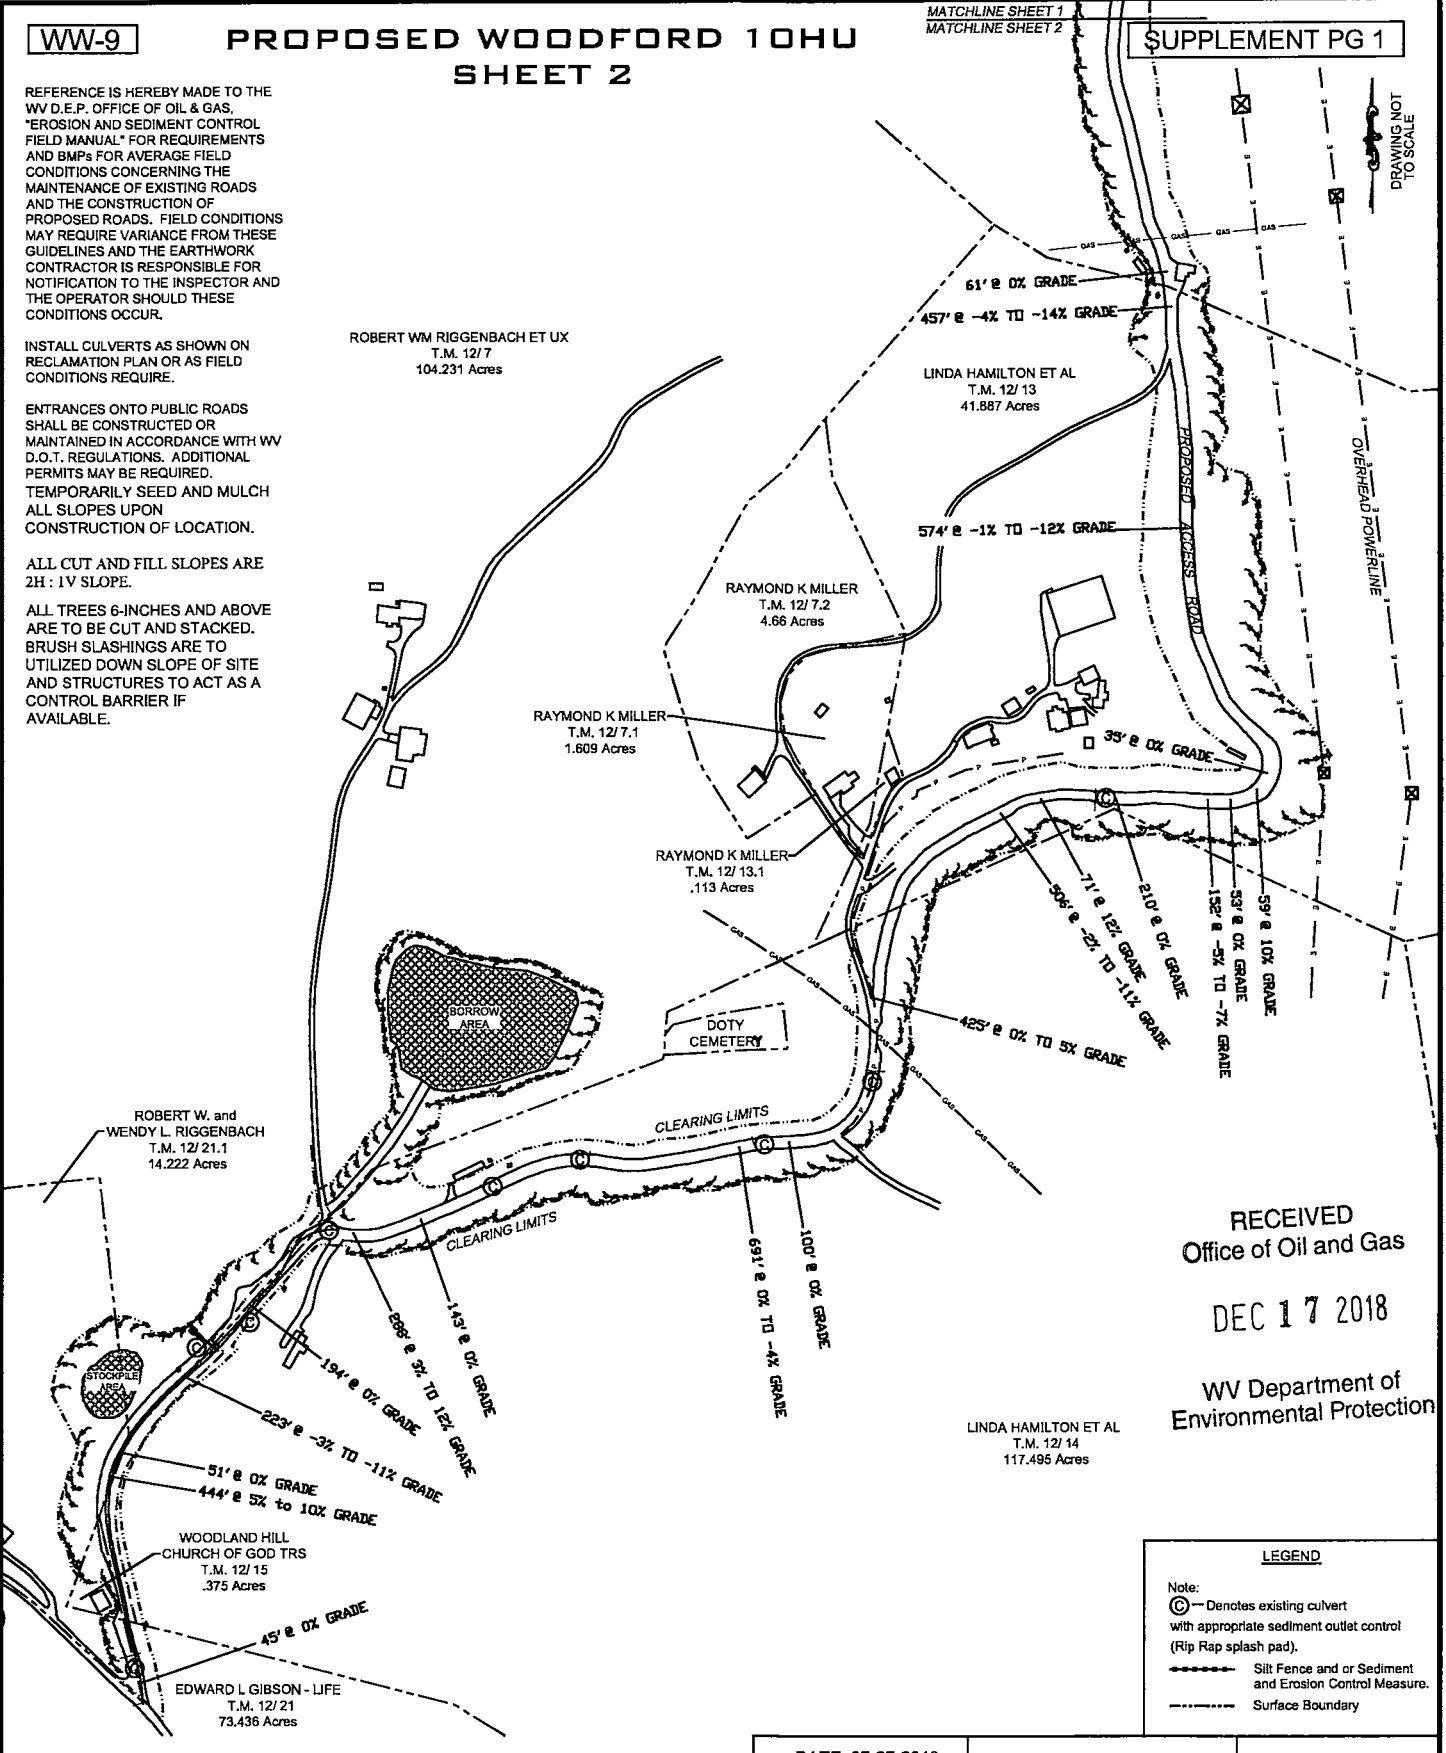 MATCHLINE SHEET 1
MATCHLINE SHEET 2
WW-9
PROPOSED WOODFORD 10HU
SHEET 2
SUPPLEMENT PG 1
DRAWING NOT
TO SCALE
REFERENCE IS HEREBY MADE TO THE
WV D.E.P. OFFICE OF OIL & GAS,
"EROSION AND SEDIMENT CONTROL
FIELD MANUAL" FOR REQUIREMENTS
AND BMPs FOR AVERAGE FIELD
CONDITIONS CONCERNING THE
MAINTENANCE OF EXISTING ROADS
AND THE CONSTRUCTION OF
PROPOSED ROADS. FIELD CONDITIONS
MAY REQUIRE VARIANCE FROM THESE
GUIDELINES AND THE EARTHWORK
CONTRACTOR IS RESPONSIBLE FOR
NOTIFICATION TO THE INSPECTOR AND
THE OPERATOR SHOULD THESE
CONDITIONS OCCUR.
INSTALL CULVERTS AS SHOWN ON
RECLAMATION PLAN OR AS FIELD
CONDITIONS REQUIRE.
ENTRANCES ONTO PUBLIC ROADS
SHALL BE CONSTRUCTED OR
MAINTAINED IN ACCORDANCE WITH WV
D.O.T. REGULATIONS. ADDITIONAL
PERMITS MAY BE REQUIRED.
TEMPORARILY SEED AND MULCH
ALL SLOPES UPON
CONSTRUCTION OF LOCATION.
ALL CUT AND FILL SLOPES ARE
2H : 1V SLOPE.
ALL TREES 6-INCHES AND ABOVE
ARE TO BE CUT AND STACKED.
BRUSH SLASHINGS ARE TO
UTILIZED DOWN SLOPE OF SITE
AND STRUCTURES TO ACT AS A
CONTROL BARRIER IF
AVAILABLE.
GAS GAS GAS GAS GAS
61' @ 0% GRADE
457' @ -4% TO -14% GRADE
ROBERT WM RIGGENBACH ET UX
T.M. 12/ 7
104.231 Acres
LINDA HAMILTON ET AL
T.M. 12/ 13
41.887 Acres
PROPOSED ACCESS ROAD
OVERHEAD POWERLINE
574' @ -1% TO -12% GRADE
RAYMOND K MILLER
T.M. 12/ 7.2
4.66 Acres
RAYMOND K MILLER
T.M. 12/ 7.1
1.609 Acres
35' @ 0% GRADE
RAYMOND K MILLER
T.M. 12/ 13.1
.113 Acres
C
59' @ 10% GRADE
53' @ 0% GRADE
152' @ -5% TO -7% GRADE
210' @ 0% GRADE
71' @ 12% GRADE
506' @ -2% TO -11% GRADE
425' @ 0% TO 5% GRADE
GAS GAS GAS GAS GAS GAS GAS
BORROW
AREA
DOTY
CEMETERY
C
CLEARING LIMITS
C
C
C
C
CLEARING LIMITS
ROBERT W. and
WENDY L. RIGGENBACH
T.M. 12/ 21.1
14.222 Acres
RECEIVED
Office of Oil and Gas
DEC 17 2018
WV Department of
Environmental Protection
100' @ 0% GRADE
691' @ 0% TO -4% GRADE
143' @ 0% GRADE
286' @ 3% TO 12% GRADE
194' @ 0% GRADE
C
C
STOCKPILE
AREA
223' @ -3% TO -11% GRADE
51' @ 0% GRADE
444' @ 5% to 10% GRADE
LINDA HAMILTON ET AL
T.M. 12/ 14
117.495 Acres
WOODLAND HILL
CHURCH OF GOD TRS
T.M. 12/ 15
.375 Acres
45' @ 0% GRADE
C
EDWARD L GIBSON - LIFE
T.M. 12/ 21
73.436 Acres
LEGEND
Note:
C — Denotes existing culvert
with appropriate sediment outlet control
(Rip Rap splash pad).
Silt Fence and or Sediment
and Erosion Control Measure.
Surface Boundary